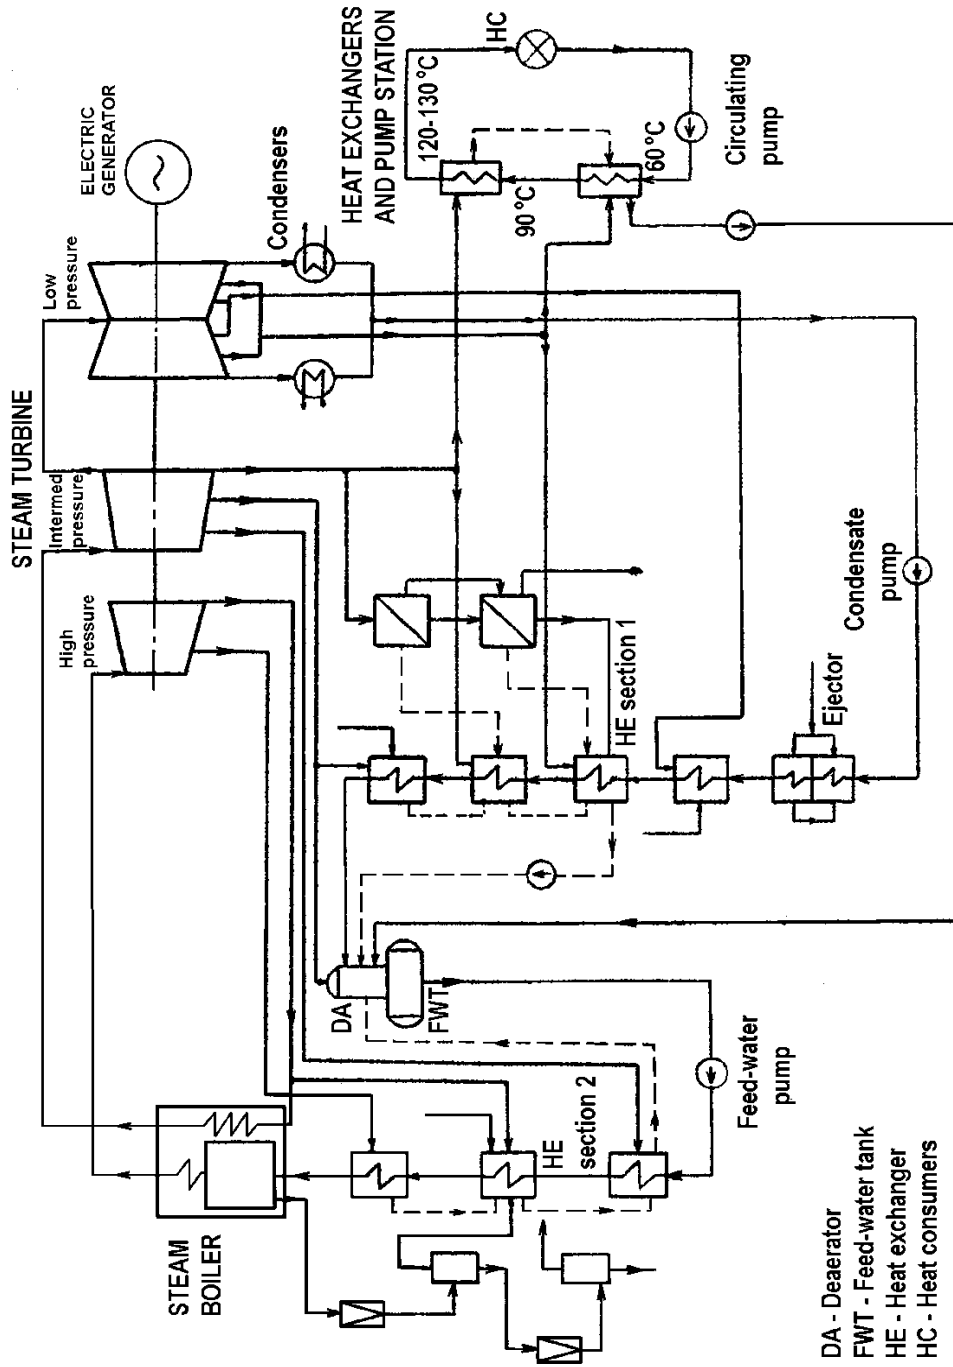 STEAM TURBINE
High
pressure
Intermed
pressure
Low
pressure
ELECTRIC
GENERATOR
Condensers
HEAT EXCHANGERS
AND PUMP STATION
120-130 °C
HC
90°C
60°C
Circulating
pump
STEAM
BOILER
DA
FWT
HE section 1
HE
section 2
Ejector
Condensate
pump
Feed-water
pump
DA - Deaerator
FWT - Feed-water tank
HE - Heat exchanger
HC - Heat consumers